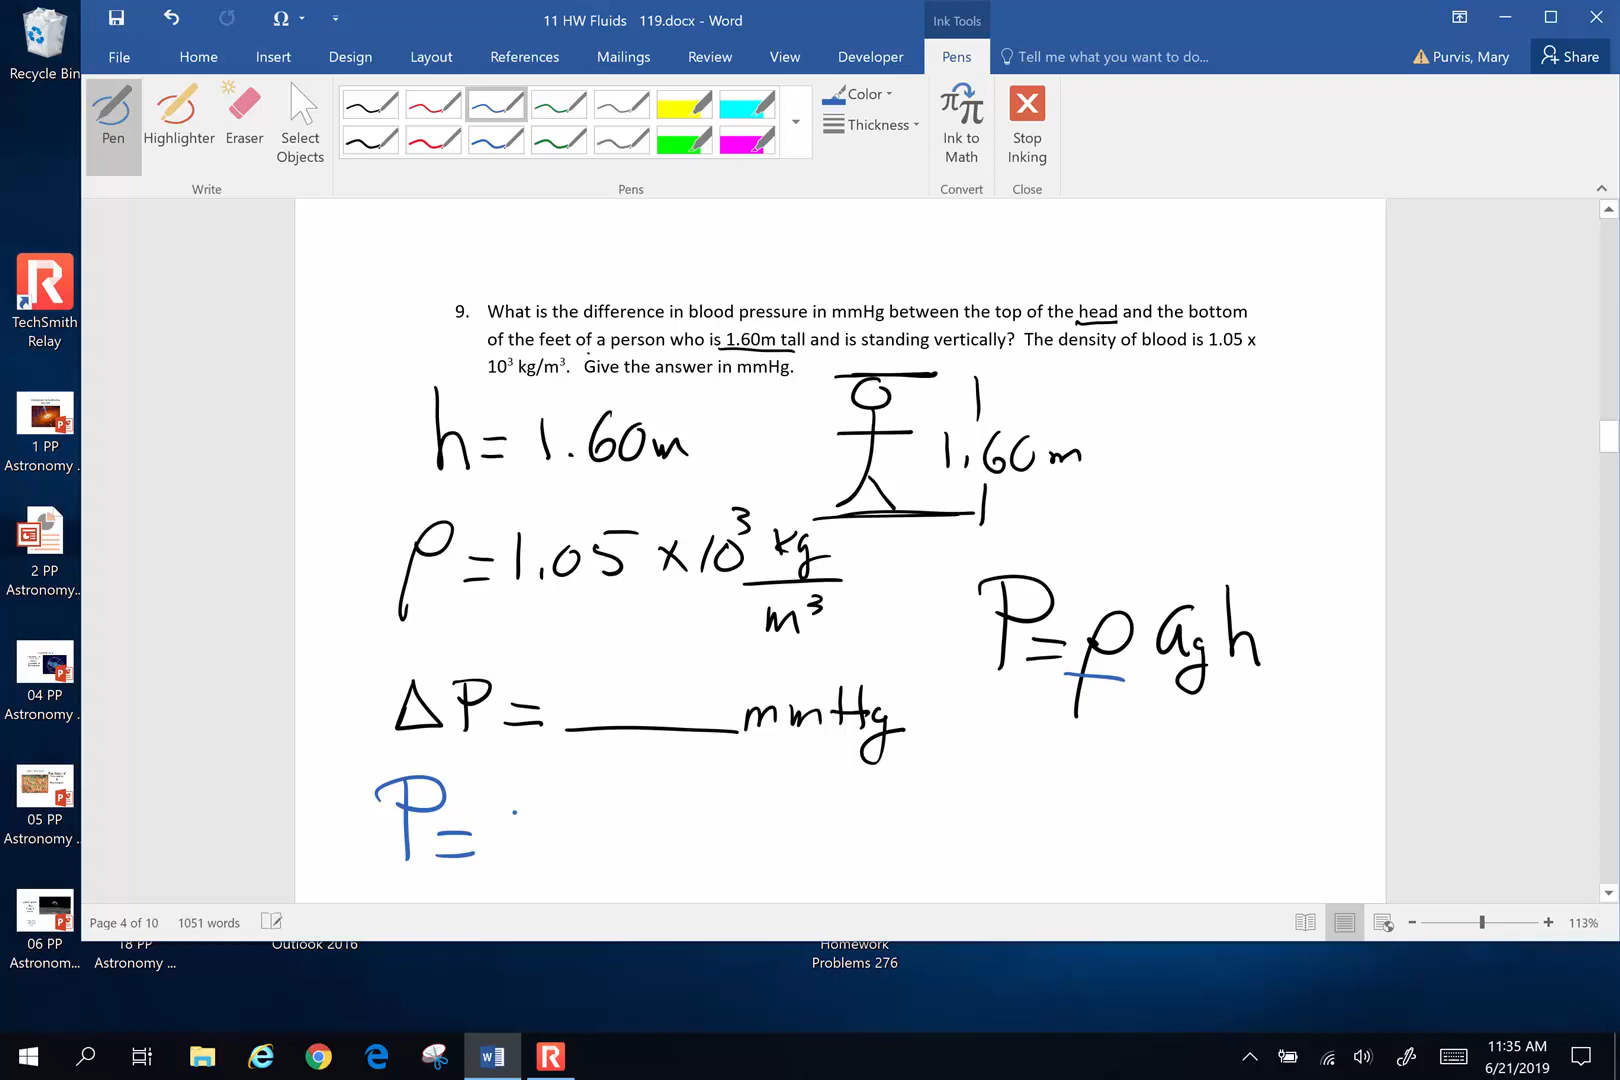 Recycle Bin
TechSmith
Relay
1 PP
Astronomy ..
2 PP
Astronomy...
04 PP
Astronomy ..
05 PP
Astronomy ..
06 PP
Astronom...
18 PP
Astronomy ...
Outlook 2016
Homework
Problems 276
11 HW Fluids 119.docx - Word
Ink Tools
File Home Insert Design Layout References Mailings Review View Developer Pens Tell me what you want to do... Purvis, Mary Share
Pen
Highlighter
Eraser
Select
Objects
Write
Pens
Color
Thickness
Ink to
Math
Convert
Stop
Inking
Close
9. What is the difference in blood pressure in mmHg between the top of the head and the bottom
of the feet of a person who is 1.60m tall and is standing vertically? The density of blood is 1.05 x
10³ kg/m³. Give the answer in mmHg.
h = 1.60m
1.60 m
ρ = 1.05 × 10³ kg/m³
P = ρ a_g h
ΔP = ______ mmHg
P =
Page 4 of 10 1051 words
113%
11:35 AM
6/21/2019